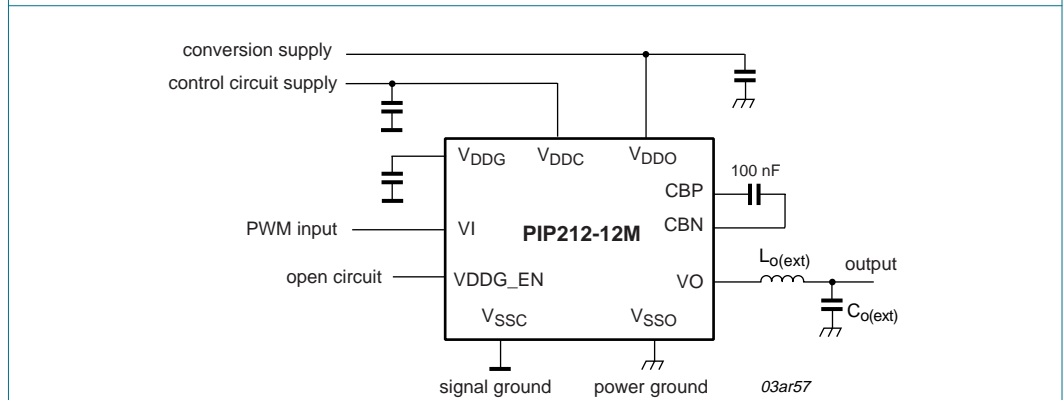 conversion supply
control circuit supply
VDDG VDDC VDDO
100 nF
CBP
PWM input VI PIP212-12M CBN
Lo(ext) output
open circuit VDDG_EN VO
Co(ext)
VSSC VSSO
signal ground power ground 03ar57